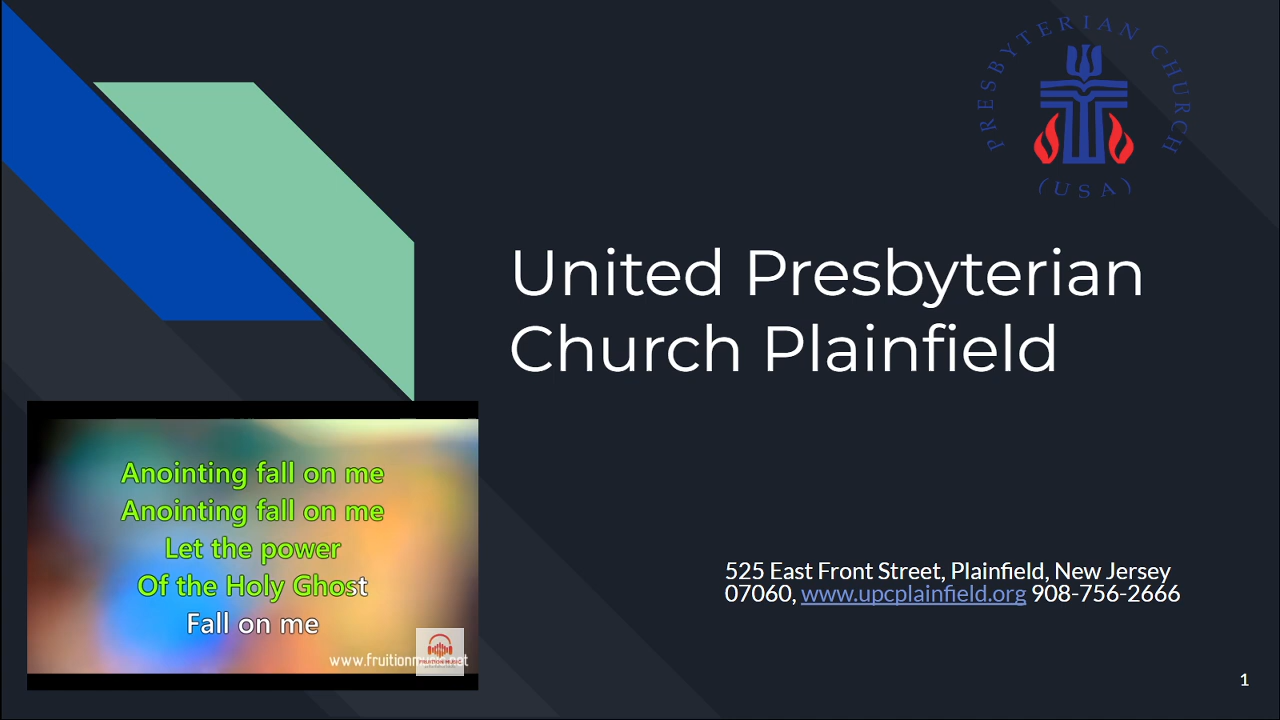 PRESBYTERIAN CHURCH
(USA)
United Presbyterian
Church Plainfield
Anointing fall on me
Anointing fall on me
Let the power
Of the Holy Ghost
Fall on me
FRUITION MUSIC
525 East Front Street, Plainfield, New Jersey
07060, www.upcplainfield.org 908-756-2666
1